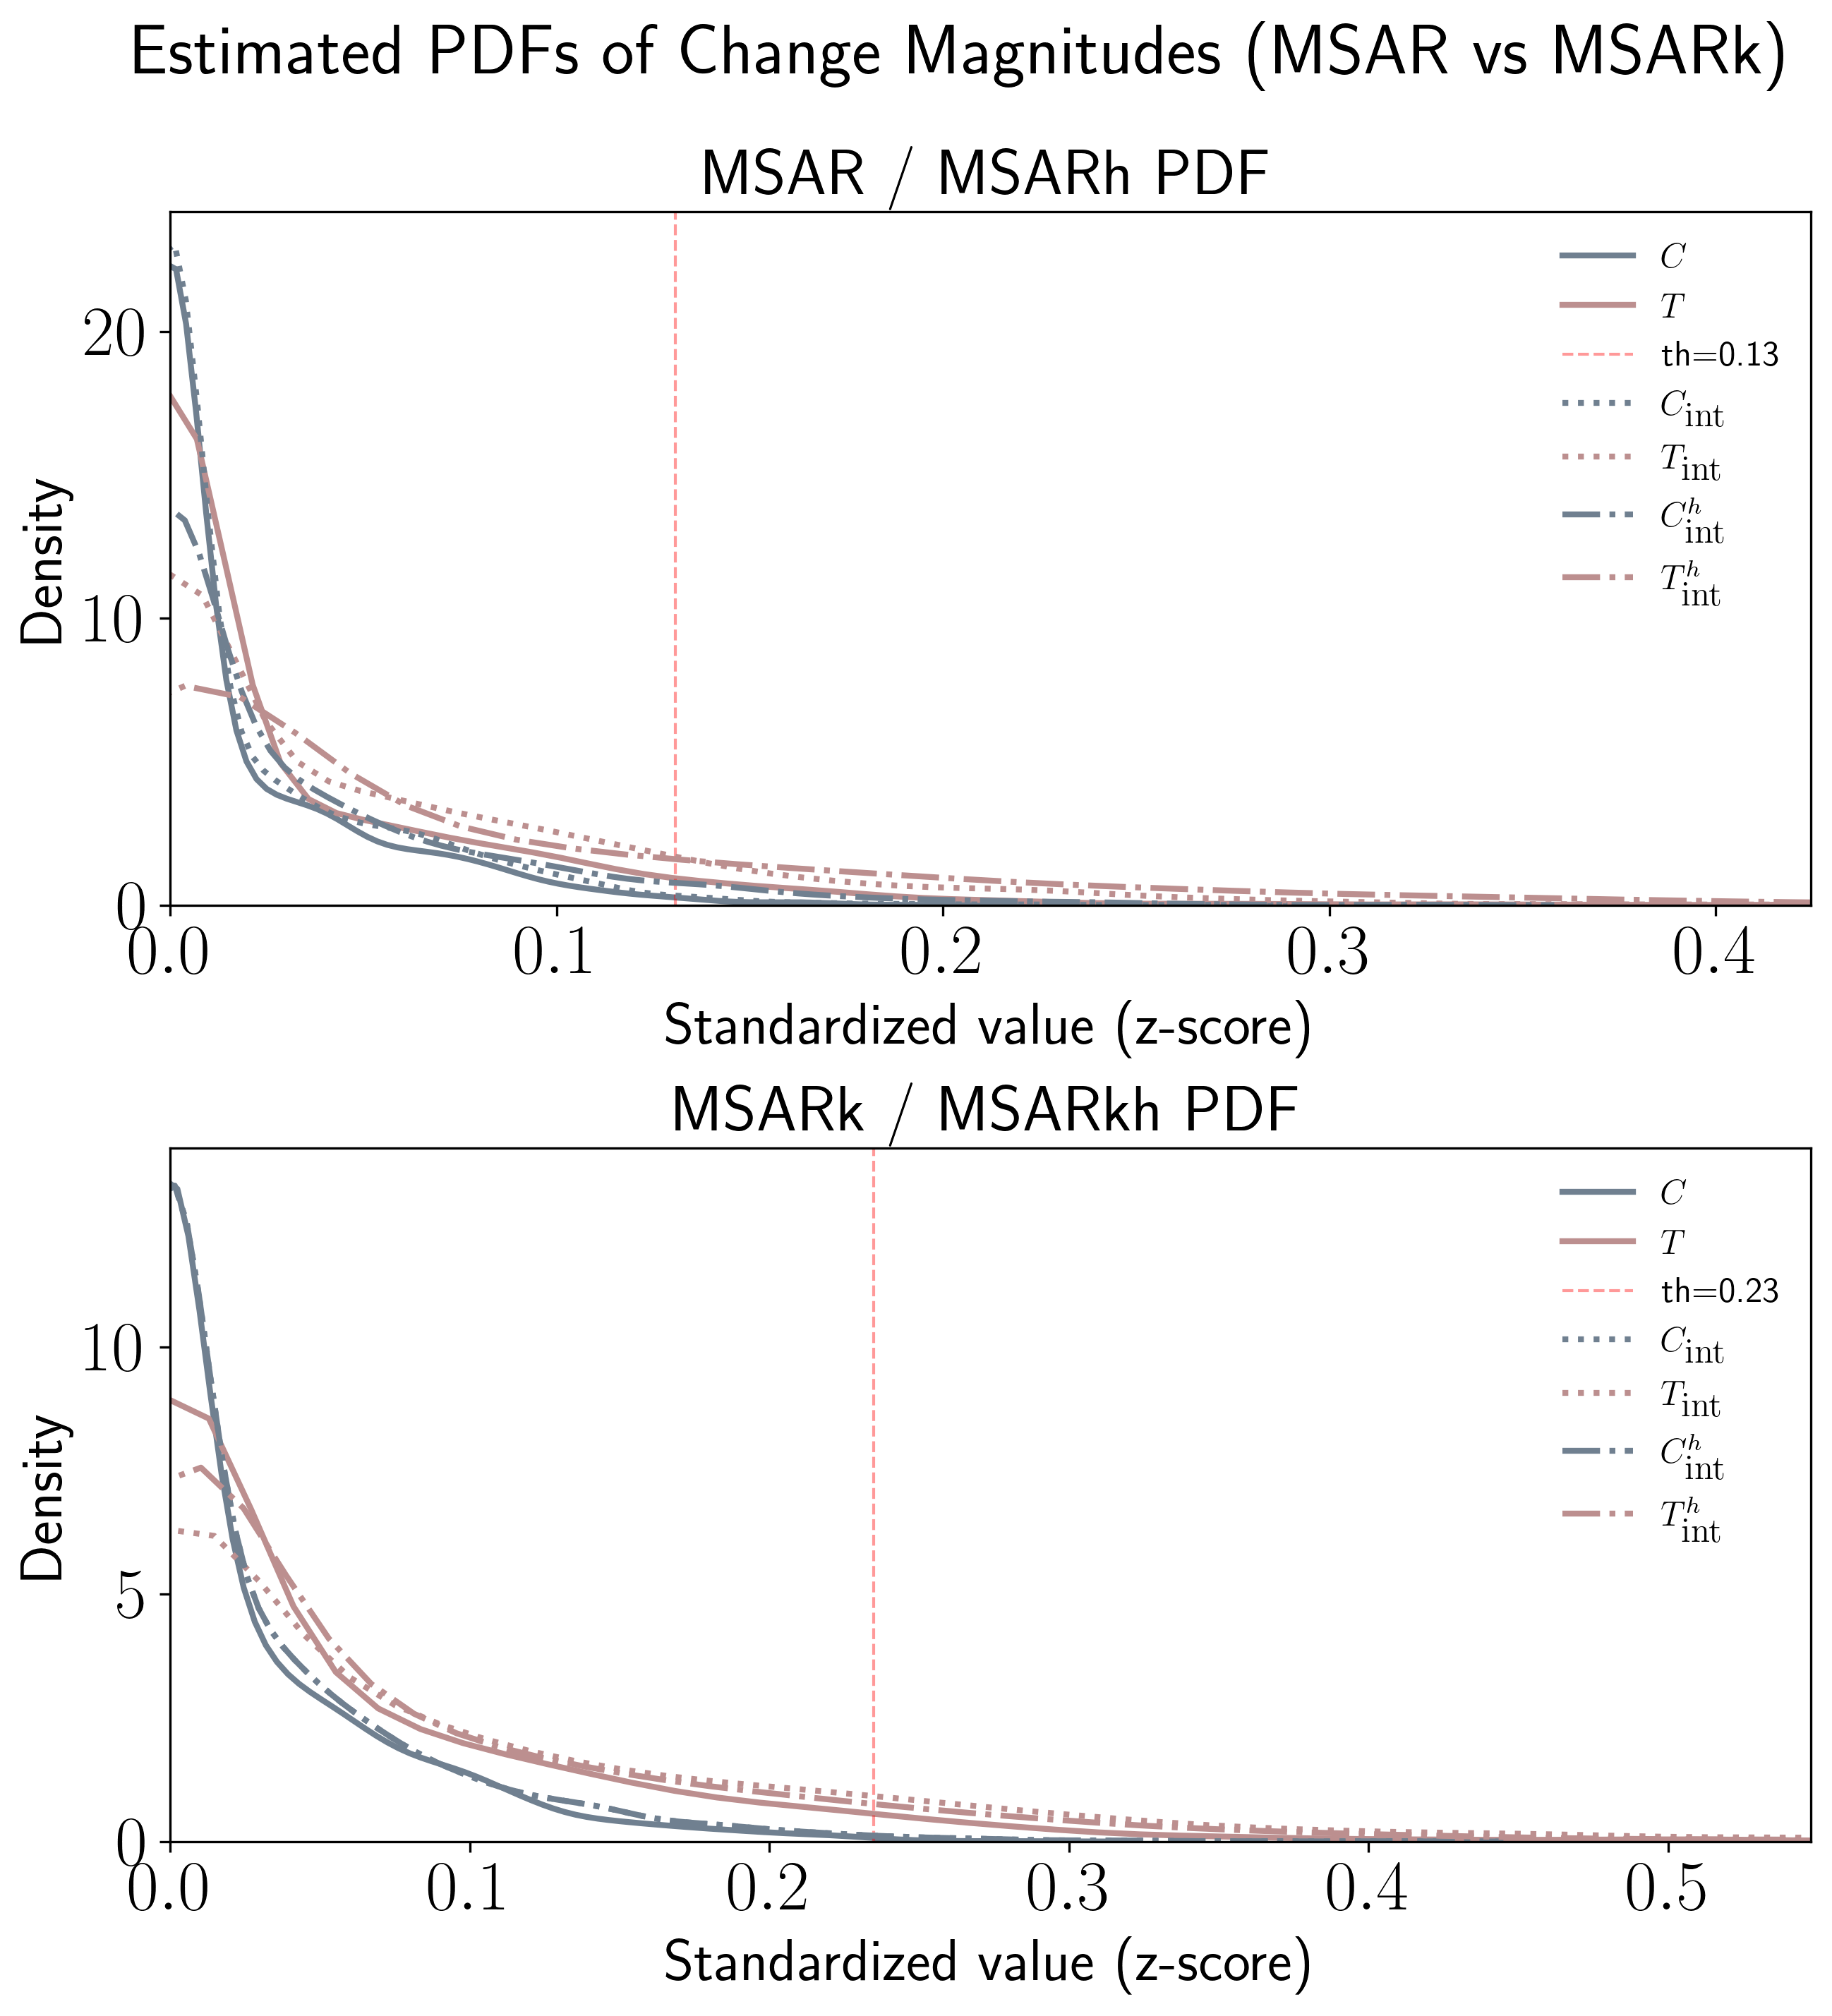 Estimated PDFs of Change Magnitudes (MSAR vs MSARk)
MSAR / MSARh PDF
Density
20
10
0
C
T
th=0.13
C_int
T_int
C^h_int
T^h_int
0.0 0.1 0.2 0.3 0.4
Standardized value (z-score)
MSARk / MSARkh PDF
Density
10
5
0
C
T
th=0.23
C_int
T_int
C^h_int
T^h_int
0.0 0.1 0.2 0.3 0.4 0.5
Standardized value (z-score)